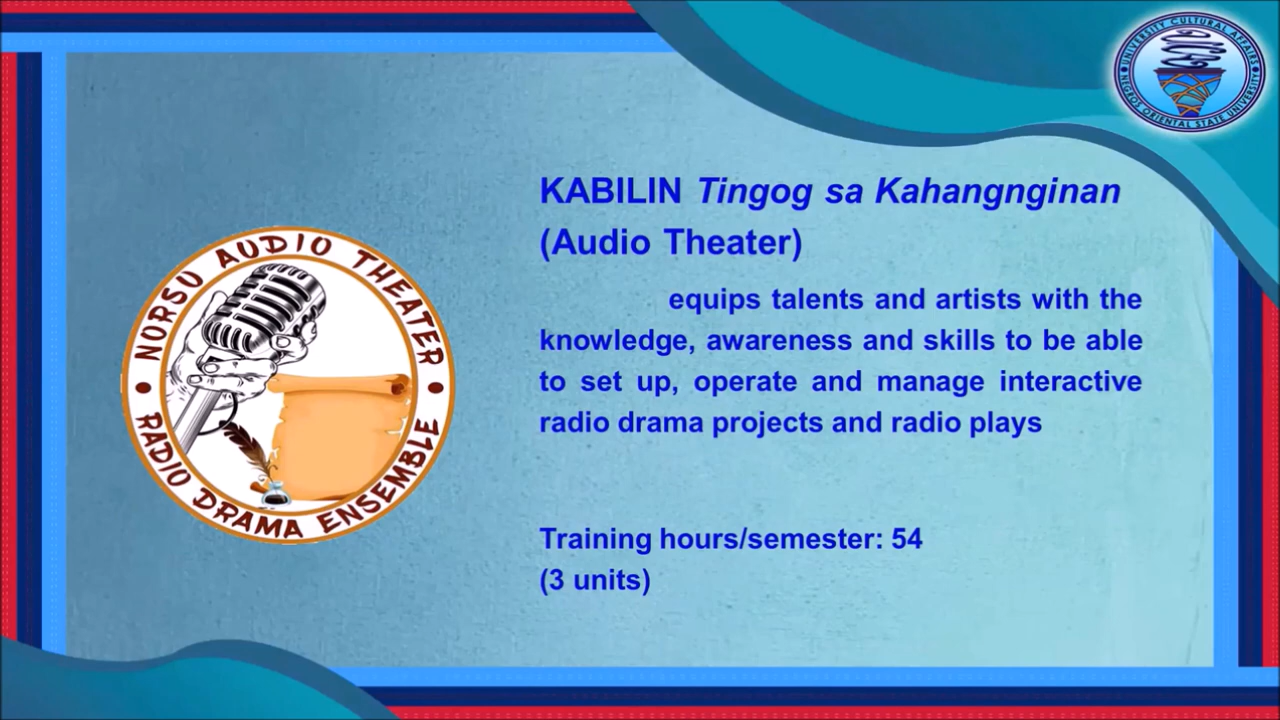 UNIVERSITY CULTURAL AFFAIRS
NEGROS ORIENTAL STATE UNIVERSITY
KABILIN Tingog sa Kahangnginan
(Audio Theater)
equips talents and artists with the
knowledge, awareness and skills to be able
to set up, operate and manage interactive
radio drama projects and radio plays
Training hours/semester: 54
(3 units)
NORSU AUDIO THEATER
RADIO DRAMA ENSEMBLE